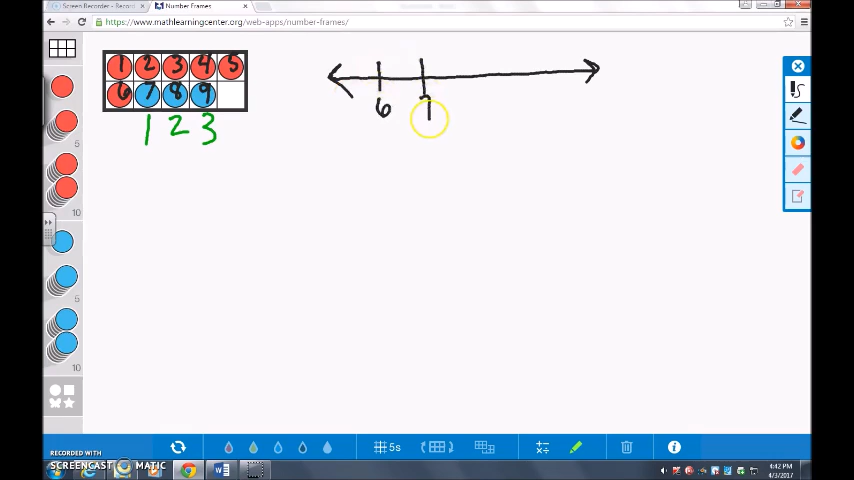 Screen Recorder - Record
Number Frames
https://www.mathlearningcenter.org/web-apps/number-frames/
1 2 3 4 5
6 7 8 9
1 2 3
6 7
5
10
5
10
5s
RECORDED WITH
SCREENCAST MATIC
4:42 PM
4/3/2017